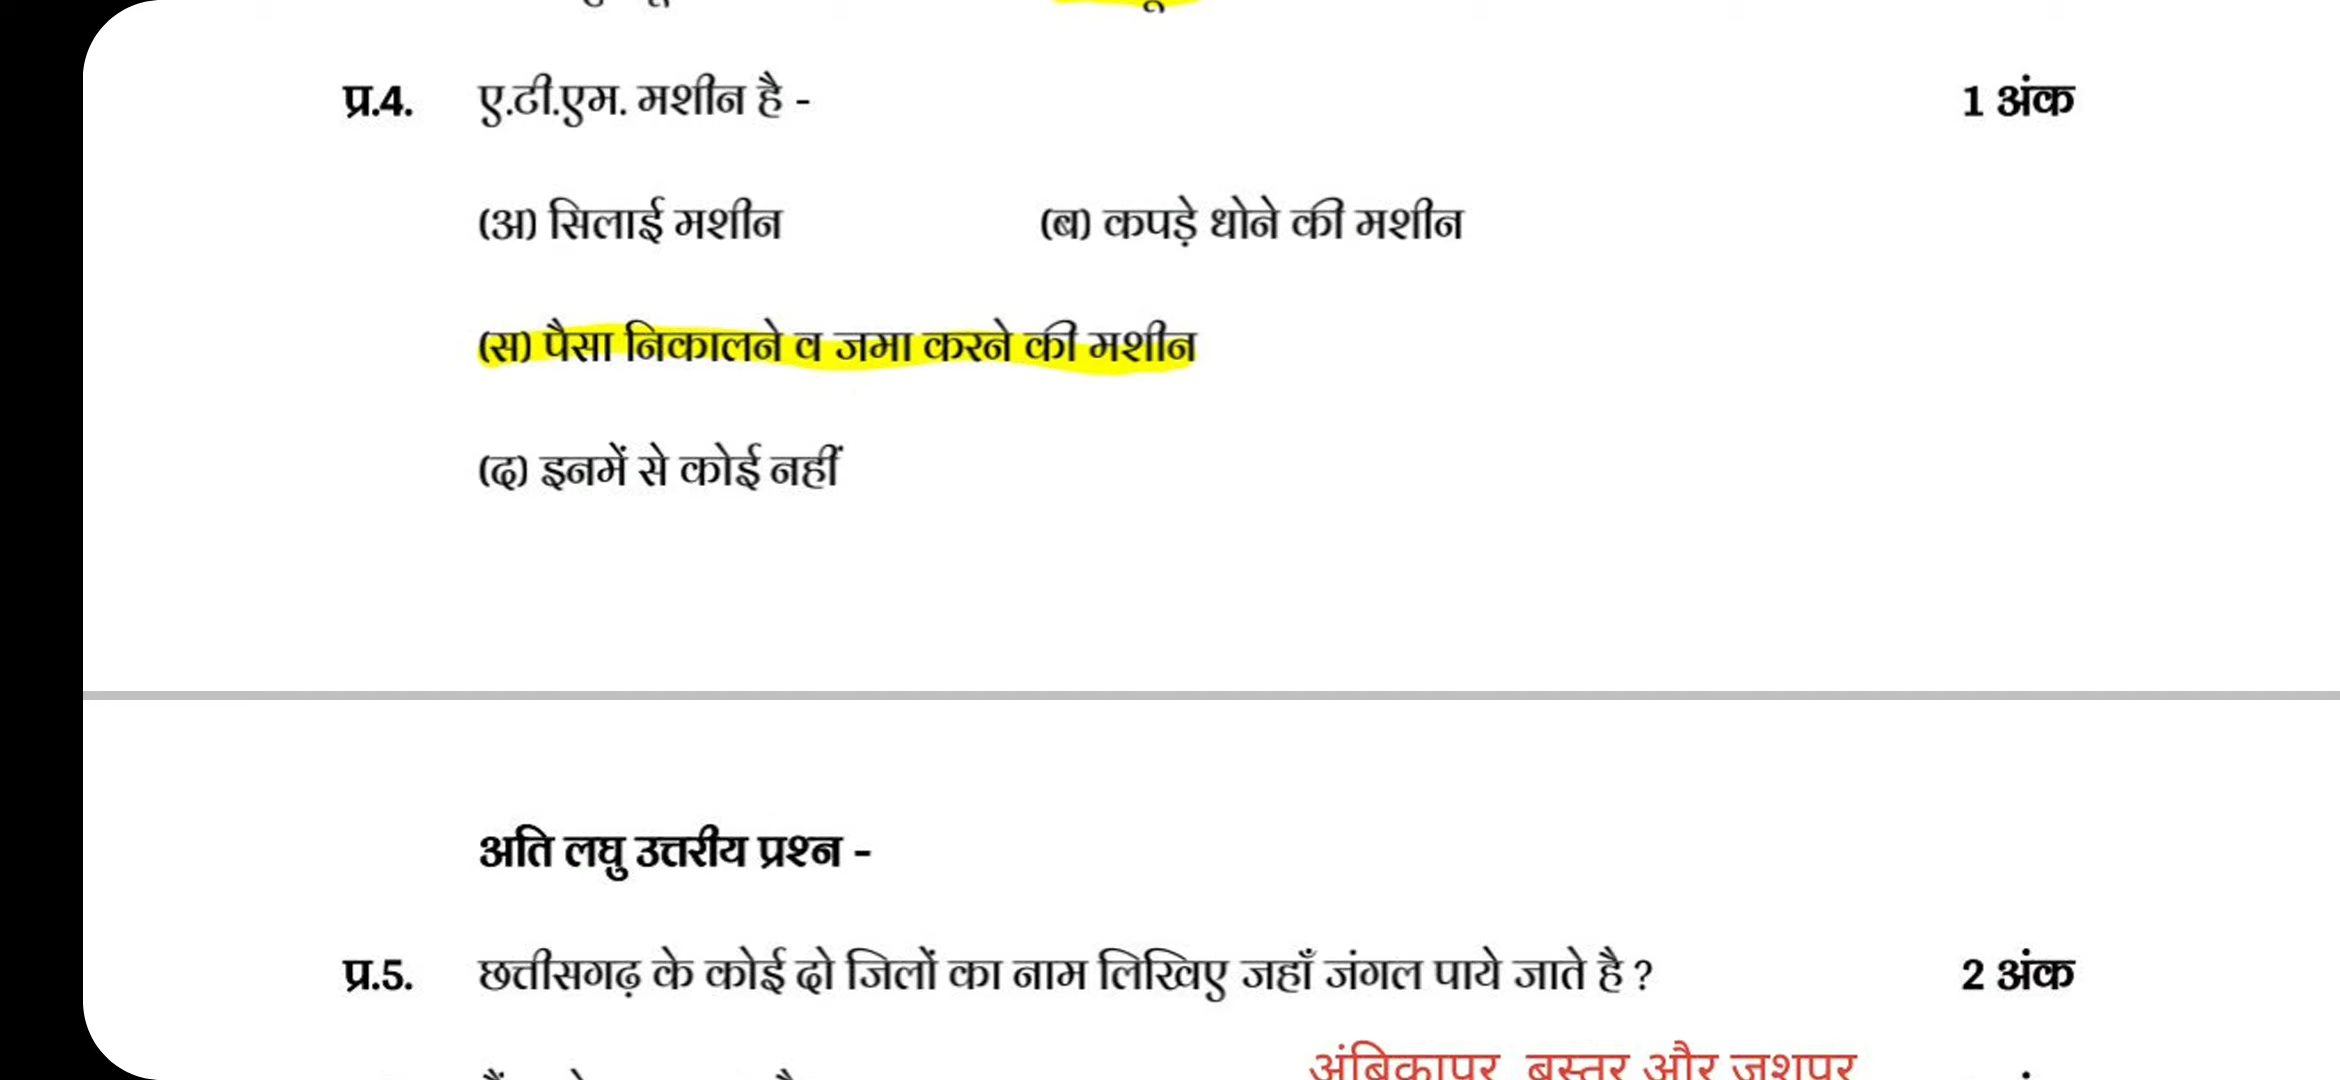 प्र.4. ए.टी.एम. मशीन है - 1 अंक
(अ) सिलाई मशीन (ब) कपड़े धोने की मशीन
(स) पैसा निकालने व जमा करने की मशीन
(द) इनमें से कोई नहीं
अति लघु उत्तरीय प्रश्न -
प्र.5. छत्तीसगढ़ के कोई दो जिलों का नाम लिखिए जहाँ जंगल पाये जाते है ? 2 अंक
अंबिकापुर बस्तर और जशपुर